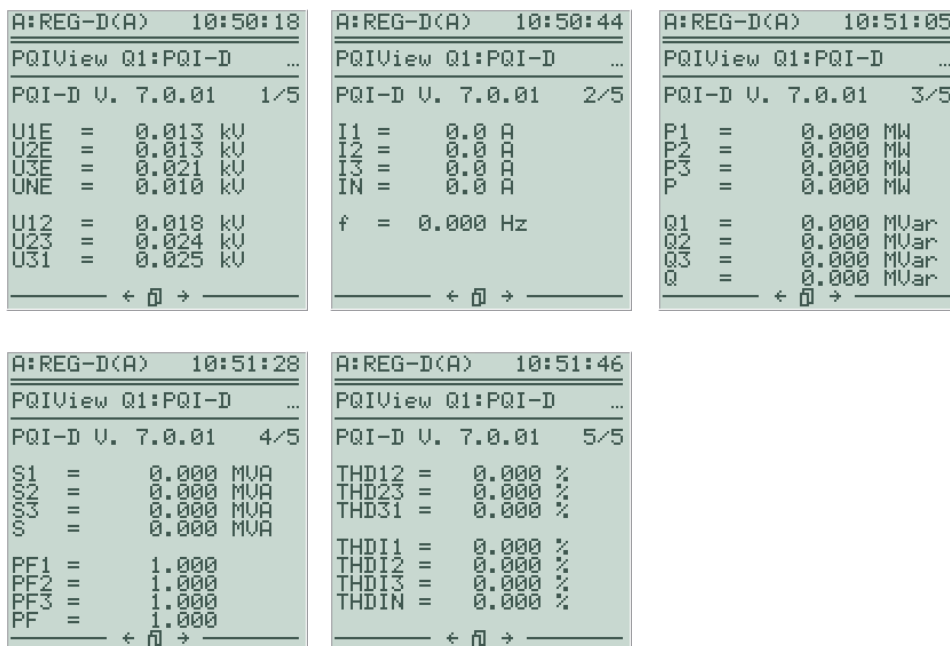 A:REG-D(A) 10:50:18
PQIView Q1:PQI-D ...
PQI-D V. 7.0.01 1/5
U1E = 0.013 kV
U2E = 0.013 kV
U3E = 0.021 kV
UNE = 0.010 kV
U12 = 0.018 kV
U23 = 0.024 kV
U31 = 0.025 kV
A:REG-D(A) 10:50:44
PQIView Q1:PQI-D ...
PQI-D V. 7.0.01 2/5
I1 = 0.0 A
I2 = 0.0 A
I3 = 0.0 A
IN = 0.0 A
f = 0.000 Hz
A:REG-D(A) 10:51:05
PQIView Q1:PQI-D ...
PQI-D V. 7.0.01 3/5
P1 = 0.000 MW
P2 = 0.000 MW
P3 = 0.000 MW
P = 0.000 MW
Q1 = 0.000 MVar
Q2 = 0.000 MVar
Q3 = 0.000 MVar
Q = 0.000 MVar
A:REG-D(A) 10:51:28
PQIView Q1:PQI-D ...
PQI-D V. 7.0.01 4/5
S1 = 0.000 MVA
S2 = 0.000 MVA
S3 = 0.000 MVA
S = 0.000 MVA
PF1 = 1.000
PF2 = 1.000
PF3 = 1.000
PF = 1.000
A:REG-D(A) 10:51:46
PQIView Q1:PQI-D ...
PQI-D V. 7.0.01 5/5
THD12 = 0.000 %
THD23 = 0.000 %
THD31 = 0.000 %
THDI1 = 0.000 %
THDI2 = 0.000 %
THDI3 = 0.000 %
THDIN = 0.000 %